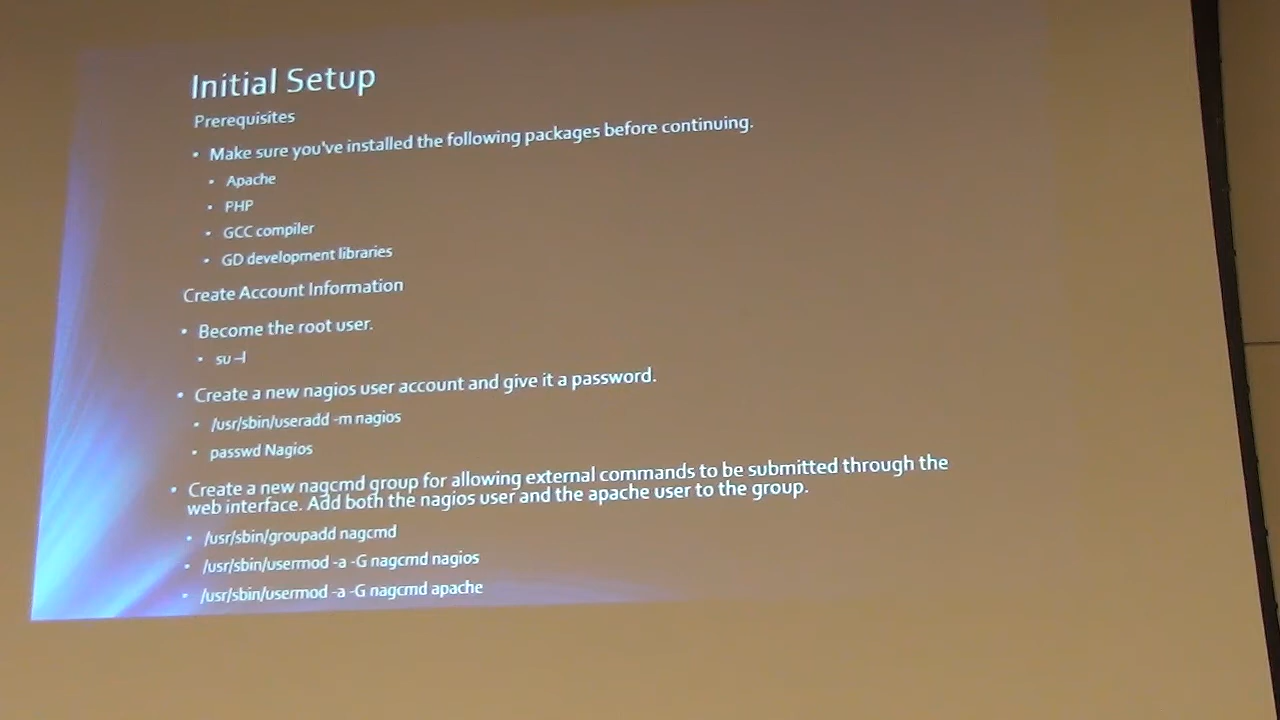 Initial Setup
Prerequisites
• Make sure you've installed the following packages before continuing.
• Apache
• PHP
• GCC compiler
• GD development libraries
Create Account Information
• Become the root user.
• su –l
• Create a new nagios user account and give it a password.
• /usr/sbin/useradd -m nagios
• passwd Nagios
• Create a new nagcmd group for allowing external commands to be submitted through the
web interface. Add both the nagios user and the apache user to the group.
• /usr/sbin/groupadd nagcmd
• /usr/sbin/usermod -a -G nagcmd nagios
• /usr/sbin/usermod -a -G nagcmd apache